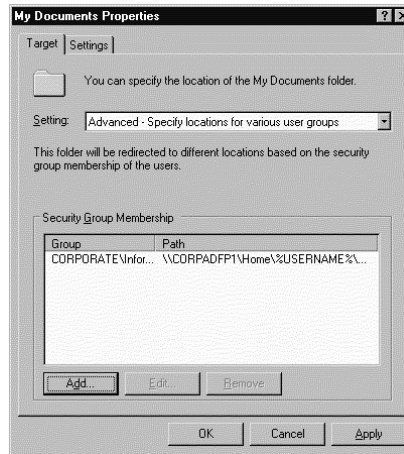 My Documents Properties
Target
Settings
You can specify the location of the My Documents folder.
Setting:
Advanced - Specify locations for various user groups
This folder will be redirected to different locations based on the security
group membership of the users.
Security Group Membership
Group Path
CORPORATE\Infor... \\CORPADFP1\Home\%USERNAME%\...
Add...
Edit...
Remove
OK
Cancel
Apply